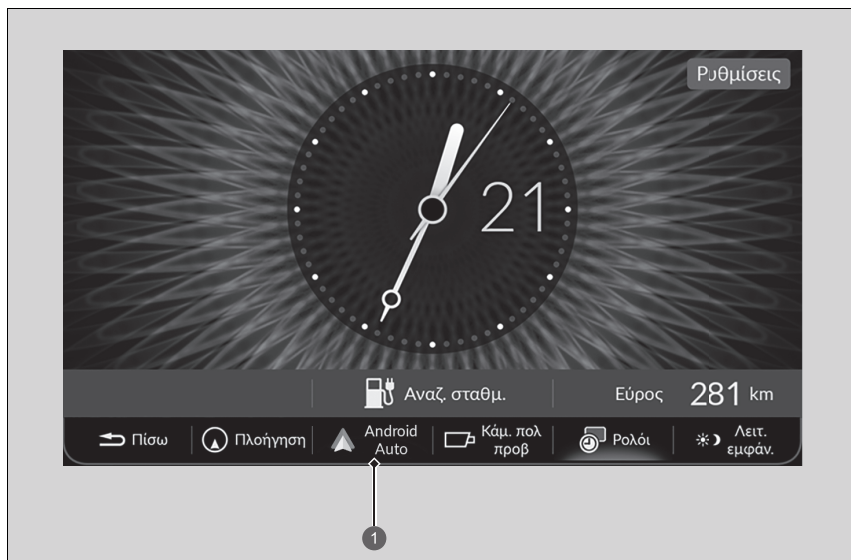 Ρυθμίσεις
21
Αναζ. σταθμ.
Εύρος 281 km
Πίσω
Πλοήγηση
Android
Auto
Κάμ. πολ
προβ
Ρολόι
Λειτ.
εμφάν.
1